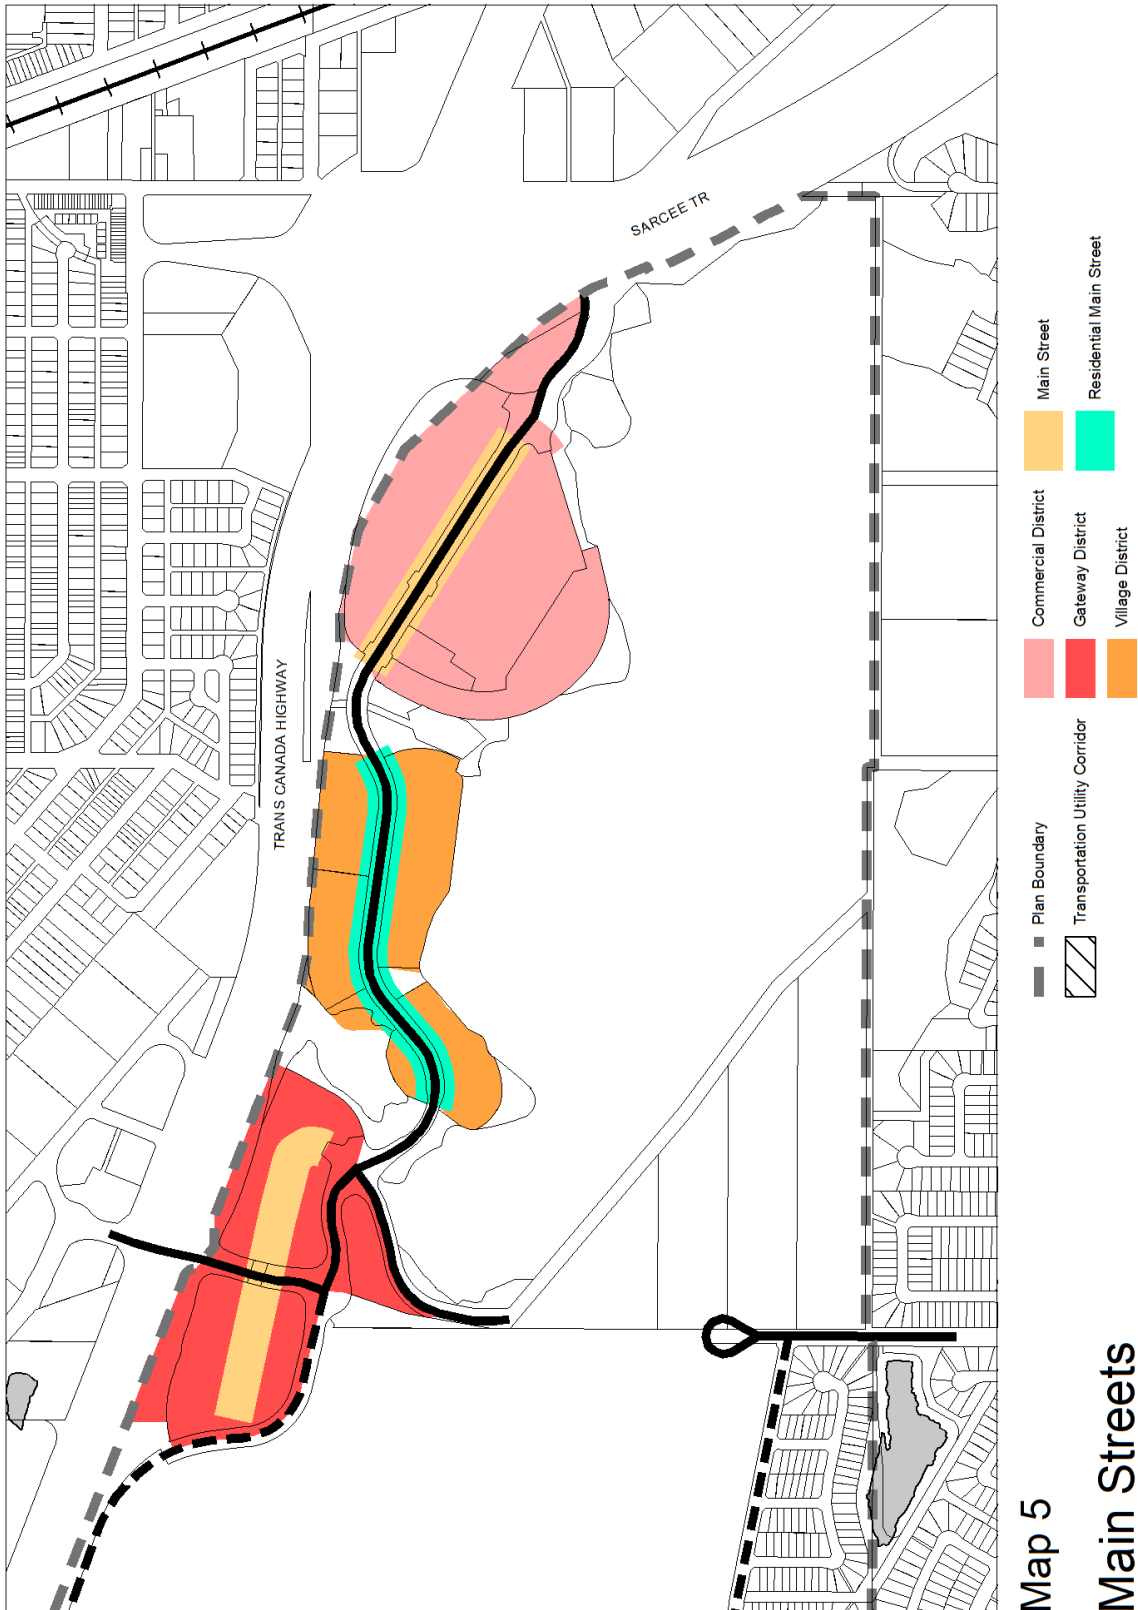 SARCEE TR
TRANS CANADA HIGHWAY
Map 5
Main Streets
Plan Boundary
Transportation Utility Corridor
Commercial District
Gateway District
Village District
Main Street
Residential Main Street